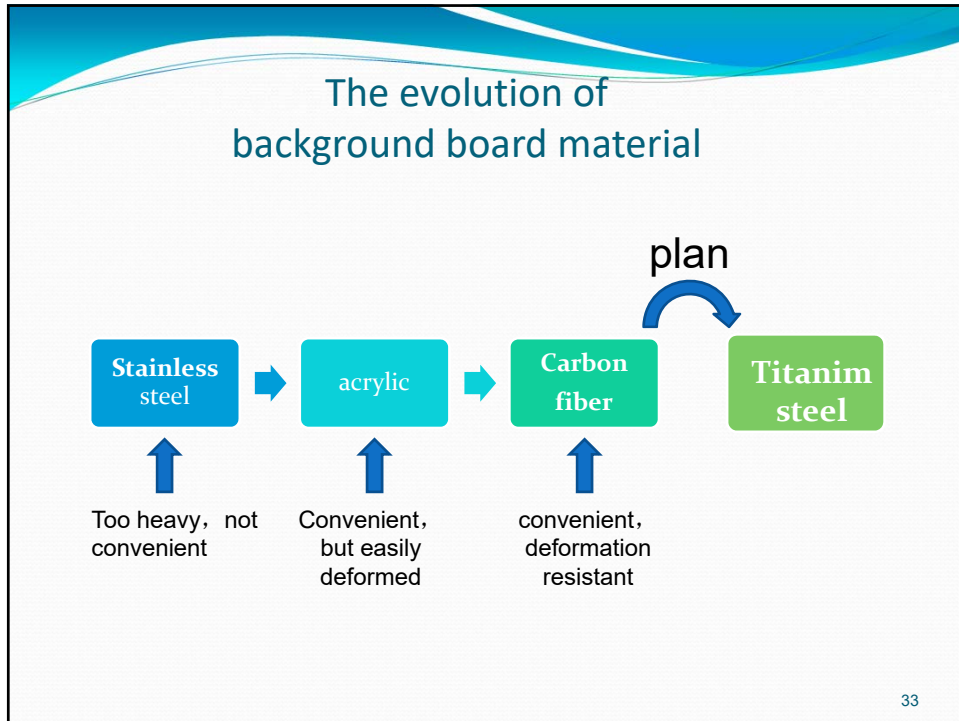 The evolution of
background board material
plan
Stainless
steel
acrylic
Carbon
fiber
Titanim
steel
Too heavy，not
convenient
Convenient，
but easily
deformed
convenient，
deformation
resistant
33